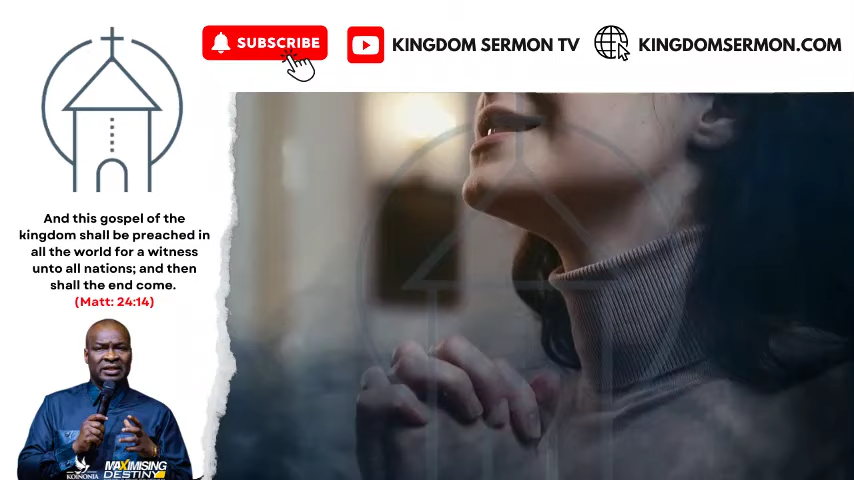 SUBSCRIBE
KINGDOM SERMON TV
KINGDOMSERMON.COM
And this gospel of the
kingdom shall be preached in
all the world for a witness
unto all nations; and then
shall the end come.
(Matt: 24:14)
KOINONIA
MAXIMISING
DESTINY